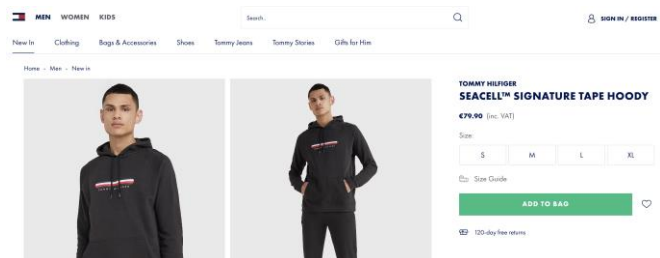 MEN WOMEN KIDS
Search...
SIGN IN / REGISTER
New In Clothing Bags & Accessories Shoes Tommy Jeans Tommy Stories Gifts for Him
Home - Men - New in
TOMMY HILFIGER
SEACELL™ SIGNATURE TAPE HOODY
€79.90 (inc. VAT)
Size:
S M L XL
Size Guide
ADD TO BAG
120-day free returns